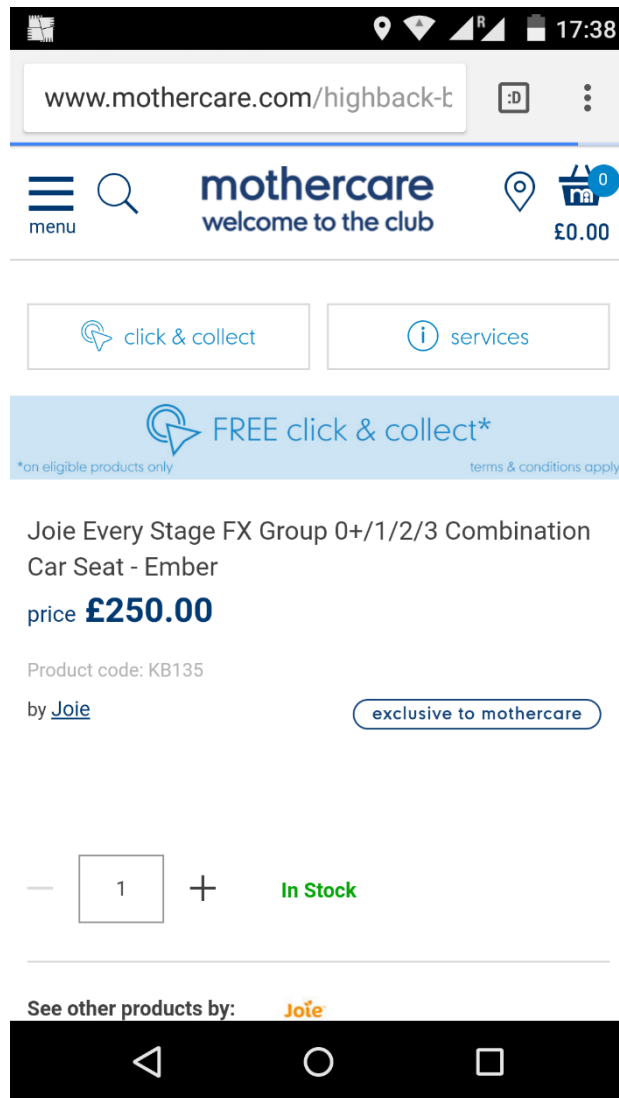 R 17:38
www.mothercare.com/highback-b
:D
mothercare
welcome to the club
menu
0
£0.00
click & collect
i services
FREE click & collect*
*on eligible products only
terms & conditions apply
Joie Every Stage FX Group 0+/1/2/3 Combination
Car Seat - Ember
price £250.00
Product code: KB135
by Joie
exclusive to mothercare
1
In Stock
See other products by:
Joie